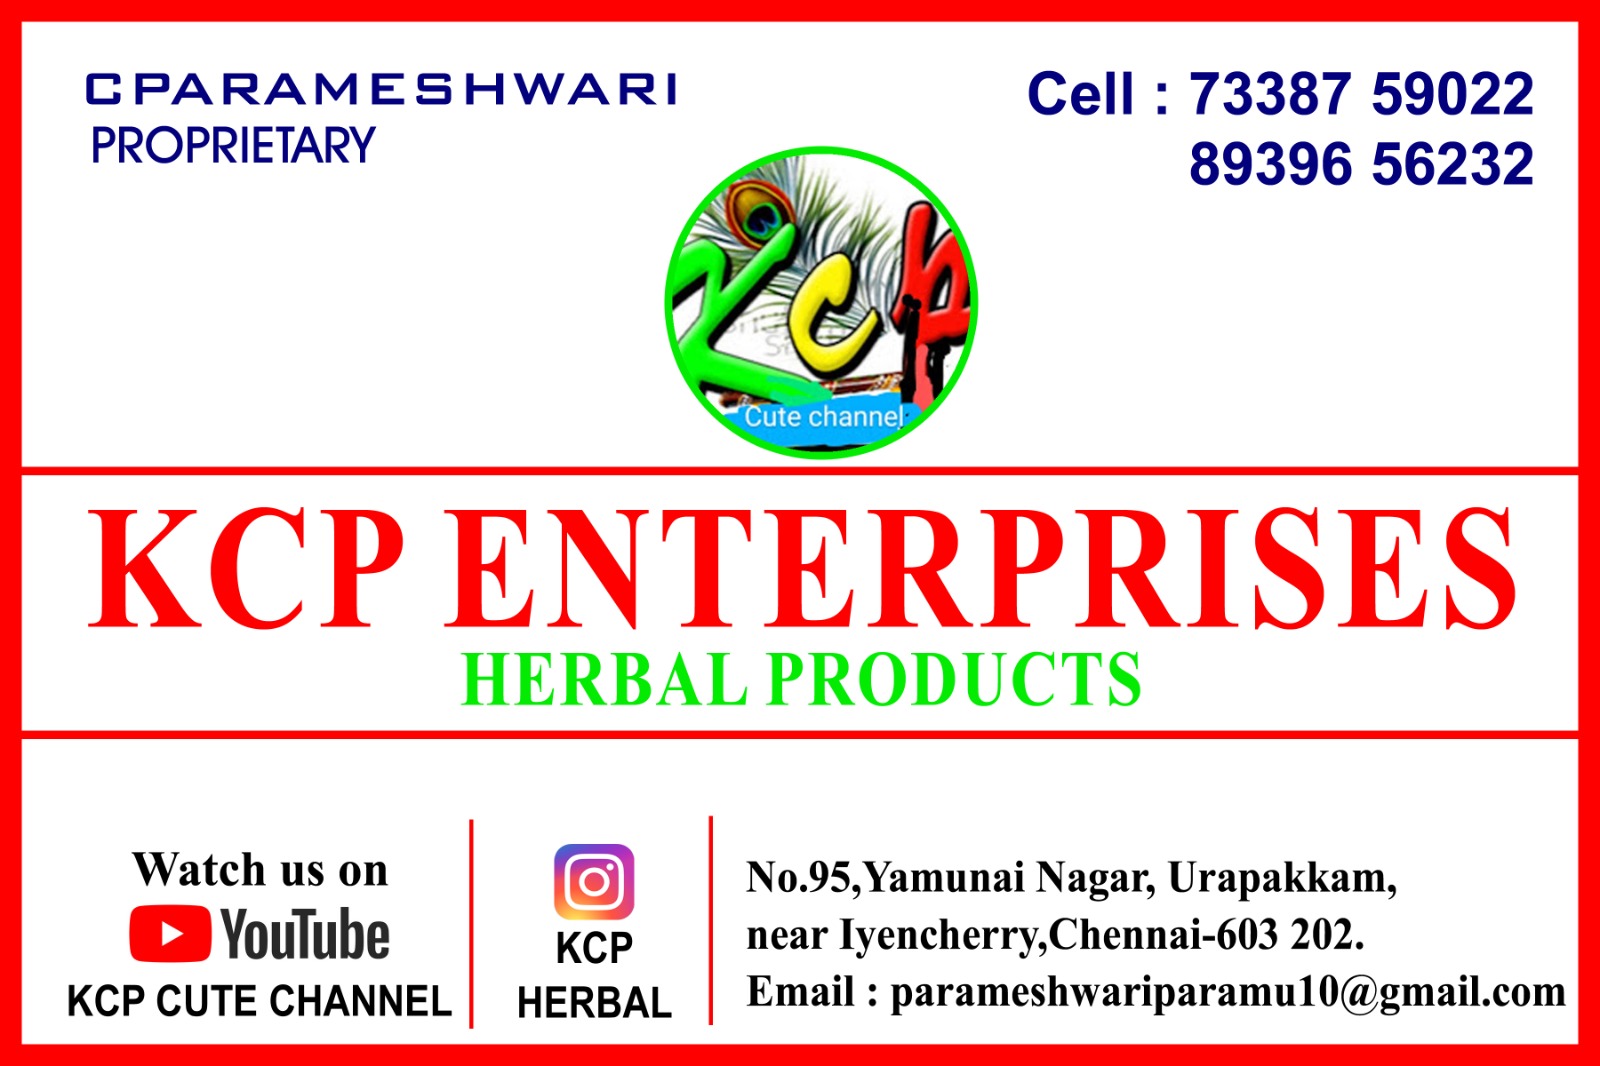 CPARAMESHWARI
PROPRIETARY
Cell : 73387 59022
89396 56232
Kcp
Cute channel
KCP ENTERPRISES
HERBAL PRODUCTS
Watch us on
YouTube
KCP CUTE CHANNEL
KCP
HERBAL
No.95,Yamunai Nagar, Urapakkam,
near Iyencherry,Chennai-603 202.
Email : parameshwariparamu10@gmail.com